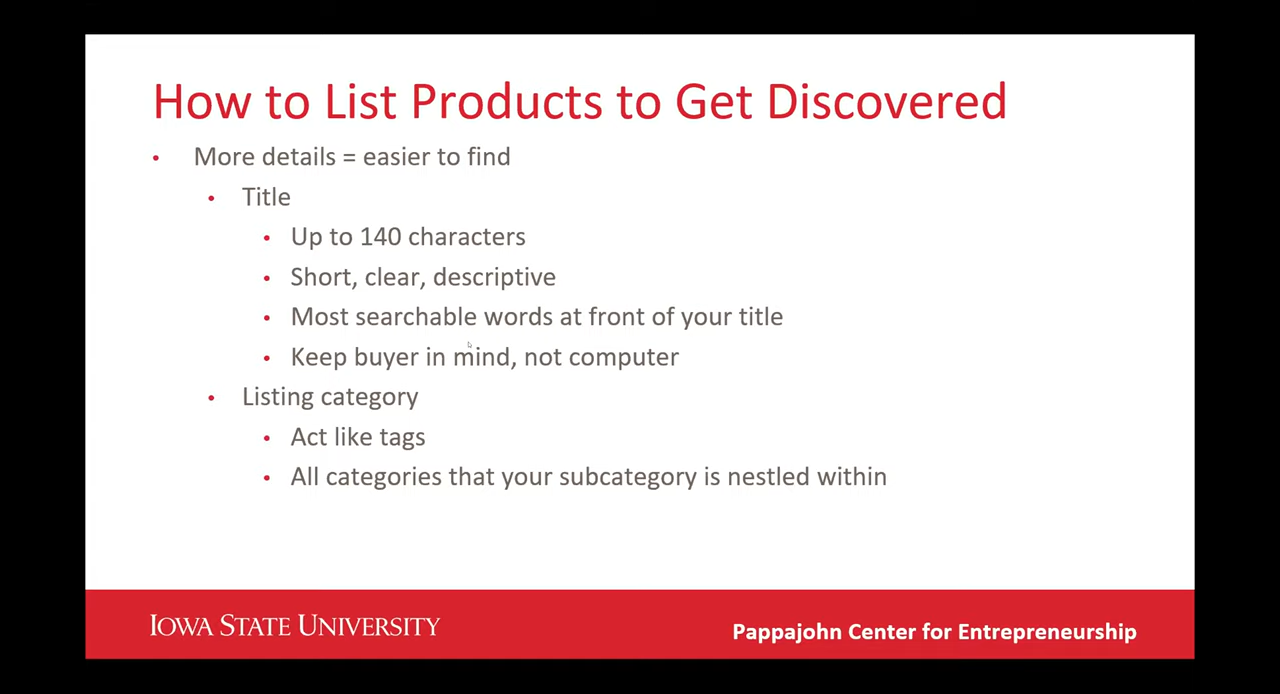 How to List Products to Get Discovered
• More details = easier to find
• Title
• Up to 140 characters
• Short, clear, descriptive
• Most searchable words at front of your title
• Keep buyer in mind, not computer
• Listing category
• Act like tags
• All categories that your subcategory is nestled within
IOWA STATE UNIVERSITY
Pappajohn Center for Entrepreneurship